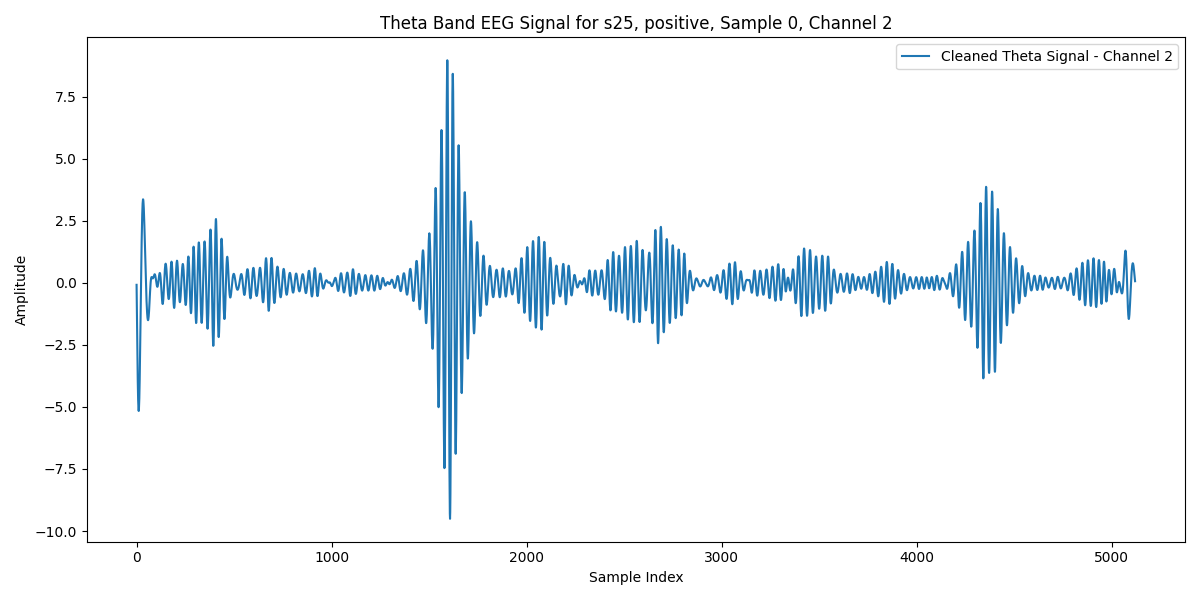 Theta Band EEG Signal for s25, positive, Sample 0, Channel 2
Cleaned Theta Signal - Channel 2
7.5
5.0
2.5
0.0
−2.5
−5.0
−7.5
−10.0
Amplitude
0 1000 2000 3000 4000 5000
Sample Index